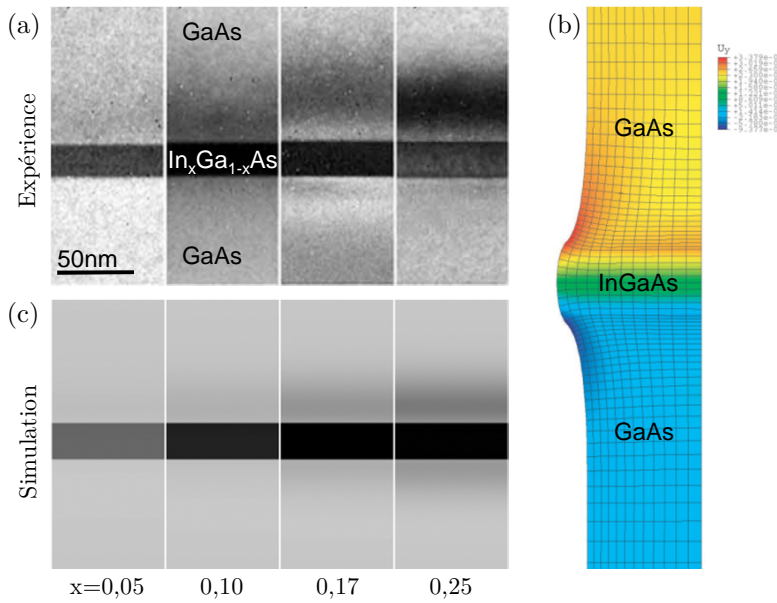 (a)
GaAs
Expérience
InxGa1-xAs
GaAs
50nm
(c)
Simulation
x=0,05 0,10 0,17 0,25
(b)
Uy
GaAs
InGaAs
GaAs